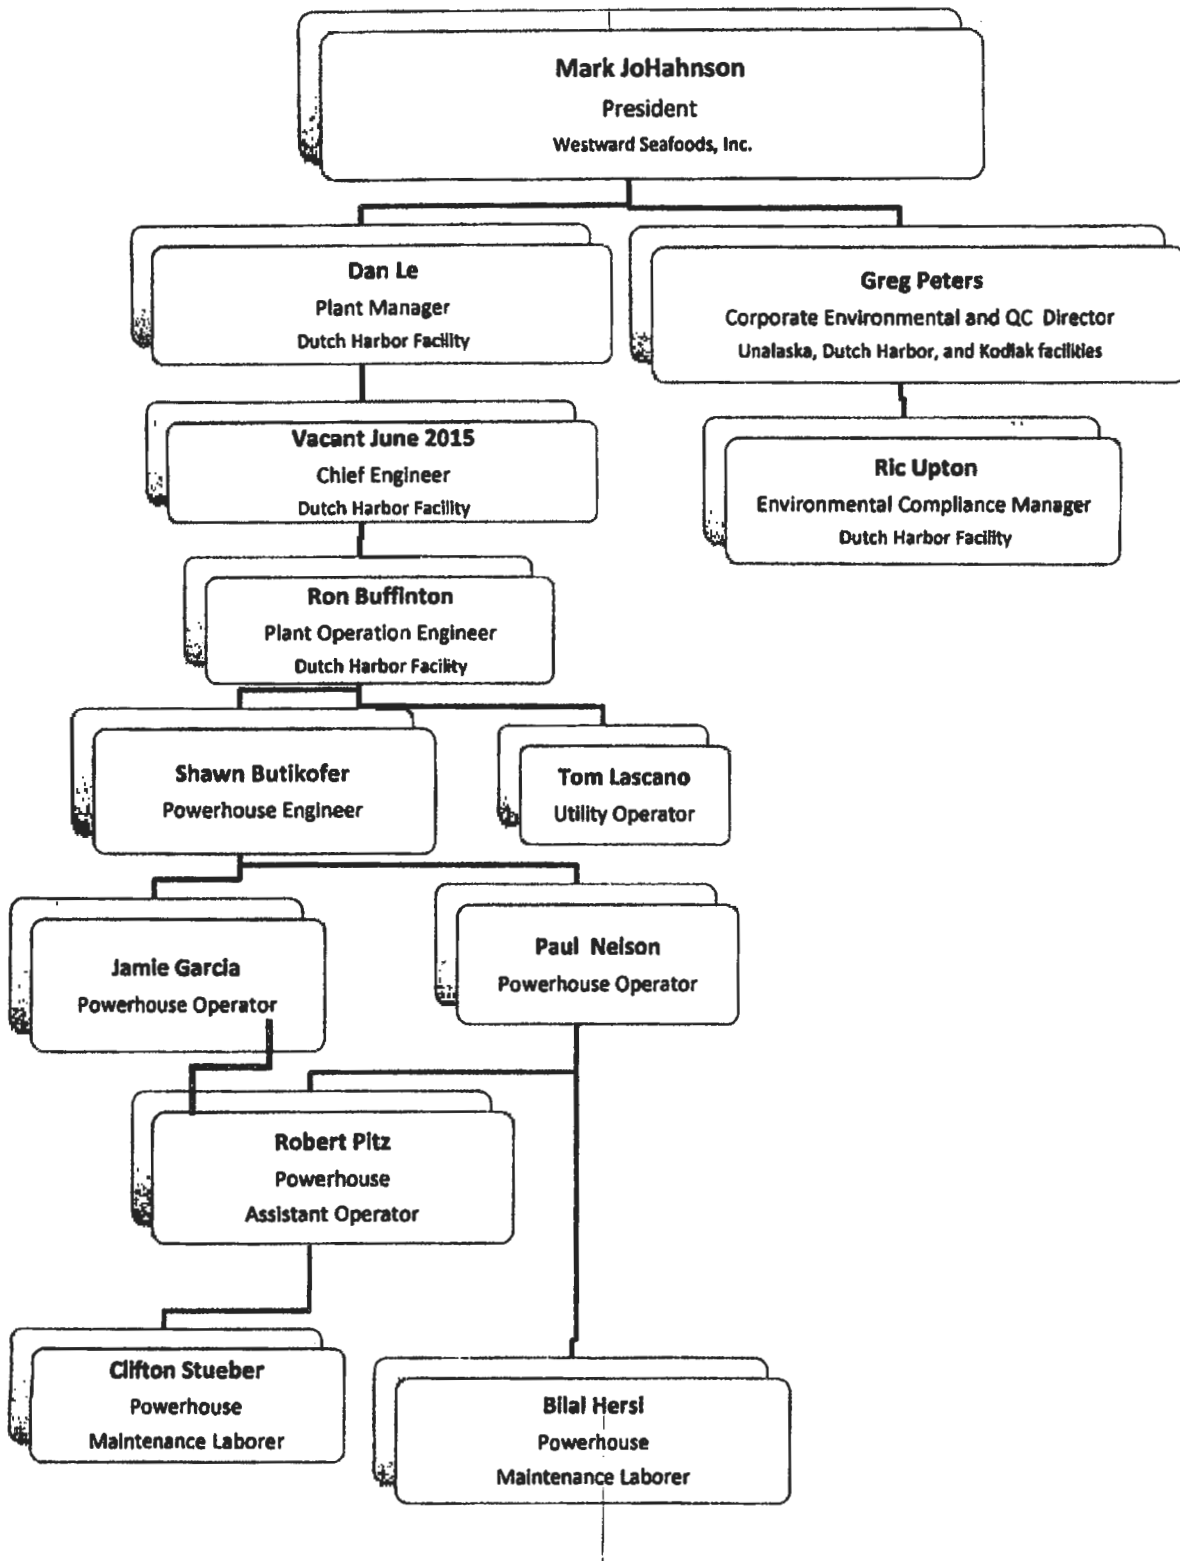 Mark JoHahnson
President
Westward Seafoods, Inc.
Dan Le
Plant Manager
Dutch Harbor Facility
Greg Peters
Corporate Environmental and QC Director
Unalaska, Dutch Harbor, and Kodiak facilities
Vacant June 2015
Chief Engineer
Dutch Harbor Facility
Ric Upton
Environmental Compliance Manager
Dutch Harbor Facility
Ron Buffinton
Plant Operation Engineer
Dutch Harbor Facility
Shawn Butikofer
Powerhouse Engineer
Tom Lascano
Utility Operator
Jamie Garcia
Powerhouse Operator
Paul Nelson
Powerhouse Operator
Robert Pitz
Powerhouse
Assistant Operator
Clifton Stueber
Powerhouse
Maintenance Laborer
Bilal Hersi
Powerhouse
Maintenance Laborer